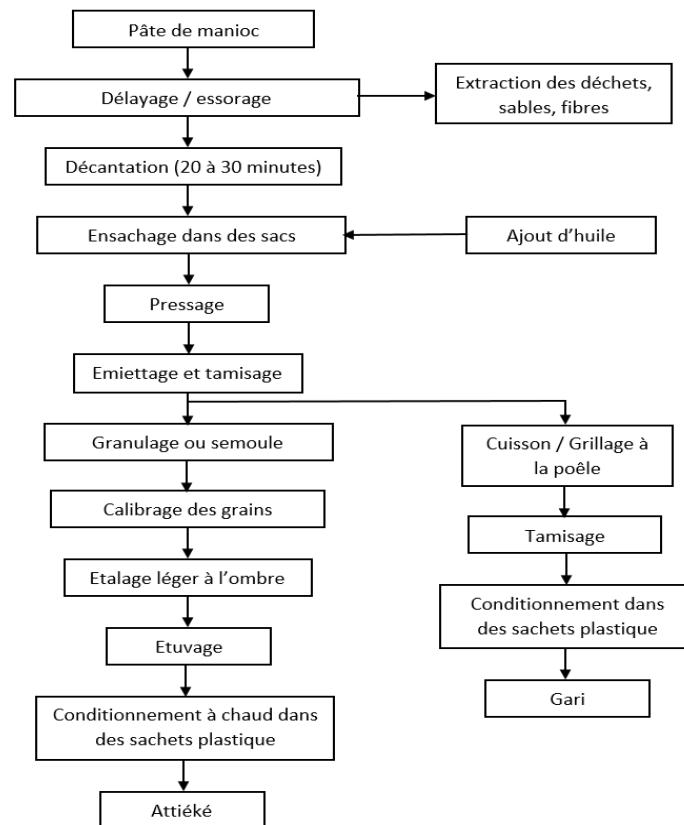 Pâte de manioc
Délayage / essorage
Extraction des déchets,
sables, fibres
Décantation (20 à 30 minutes)
Ensachage dans des sacs
Ajout d’huile
Pressage
Emiettage et tamisage
Granulage ou semoule
Calibrage des grains
Etalage léger à l’ombre
Etuvage
Conditionnement à chaud dans
des sachets plastique
Attiéké
Cuisson / Grillage à
la poêle
Tamisage
Conditionnement dans
des sachets plastique
Gari